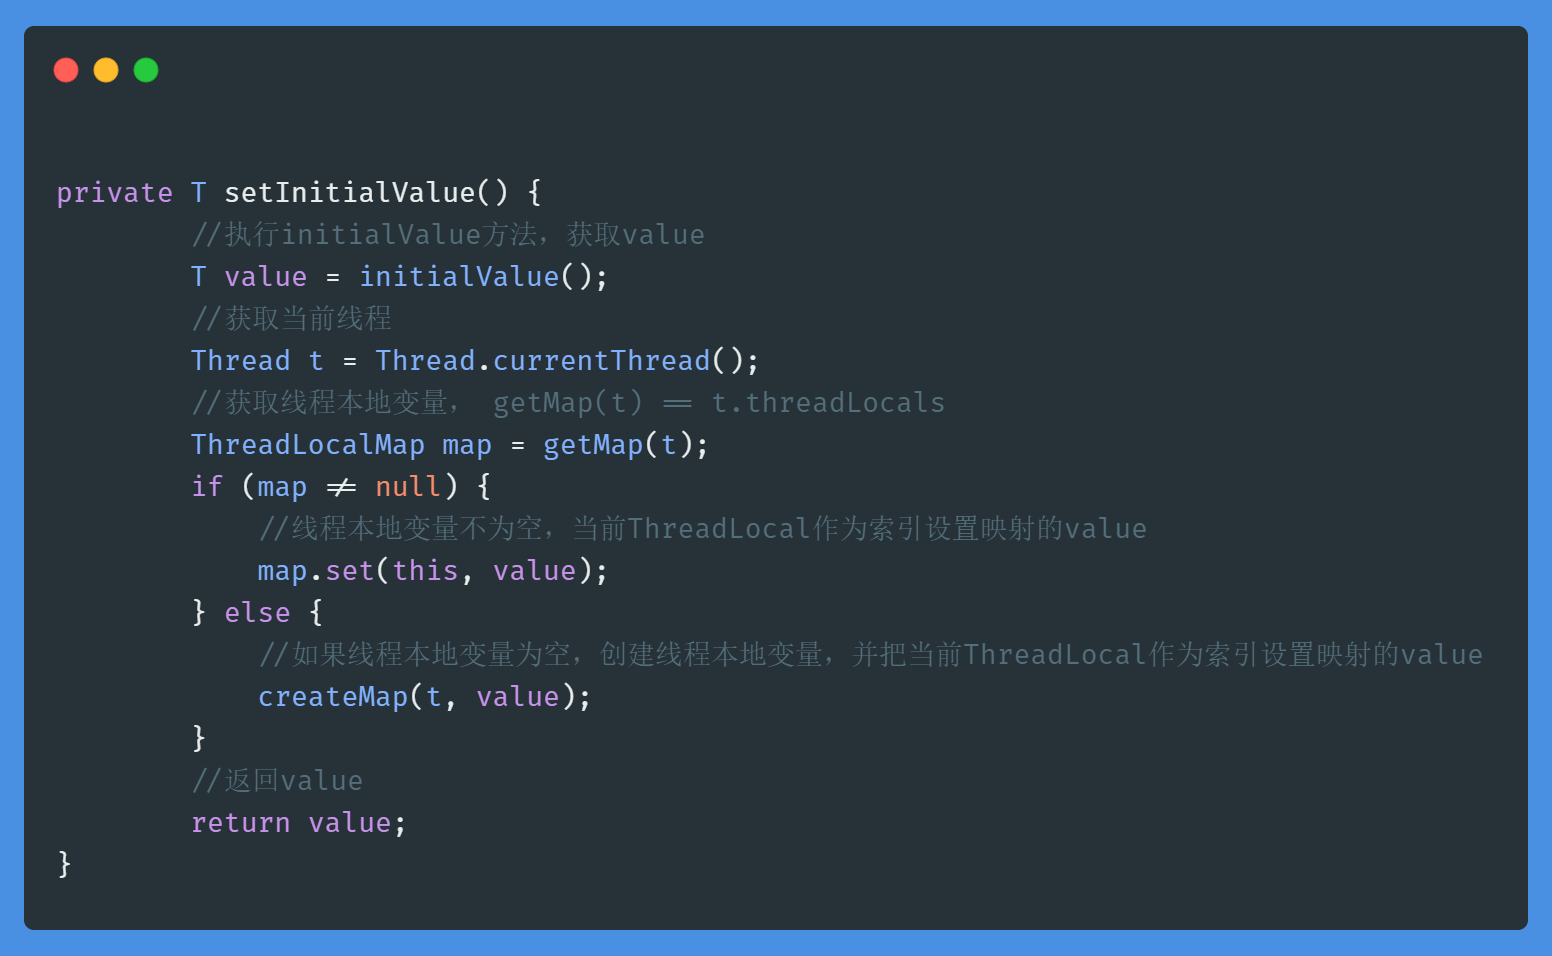 private T setInitialValue() {
        //执行initialValue方法，获取value
        T value = initialValue();
        //获取当前线程
        Thread t = Thread.currentThread();
        //获取线程本地变量， getMap(t) == t.threadLocals
        ThreadLocalMap map = getMap(t);
        if (map != null) {
            //线程本地变量不为空，当前ThreadLocal作为索引设置映射的value
            map.set(this, value);
        } else {
            //如果线程本地变量为空，创建线程本地变量，并把当前ThreadLocal作为索引设置映射的value
            createMap(t, value);
        }
        //返回value
        return value;
}